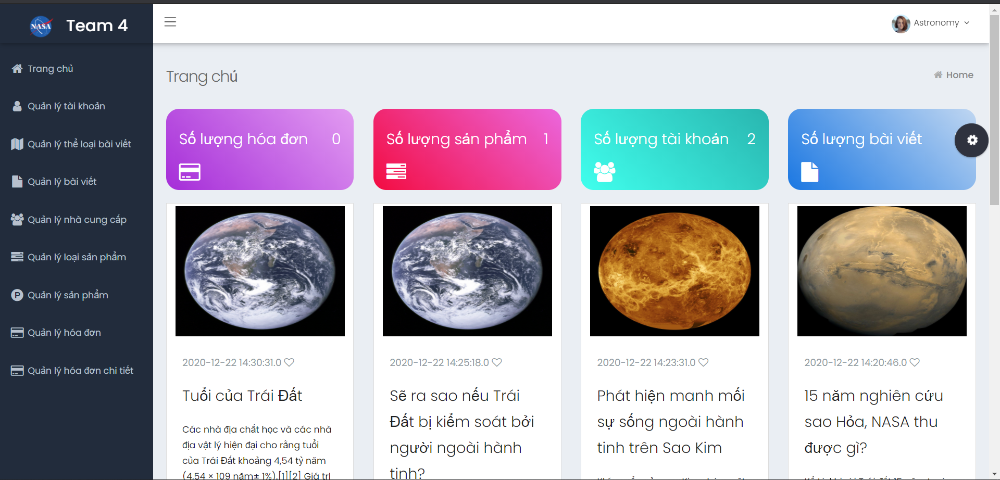 NASA
Team 4
Astronomy
Trang chủ
Quản lý tài khoản
Quản lý thể loại bài viết
Quản lý bài viết
Quản lý nhà cung cấp
Quản lý loại sản phẩm
Quản lý sản phẩm
Quản lý hóa đơn
Quản lý hóa đơn chi tiết
Trang chủ
Home
Số lượng hóa đơn 0
Số lượng sản phẩm 1
Số lượng tài khoản 2
Số lượng bài viết
2020-12-22 14:30:31.0
Tuổi của Trái Đất
Các nhà địa chất học và các nhà
địa vật lý hiện đại cho rằng tuổi
của Trái Đất khoảng 4,54 tỷ năm
(4,54 × 109 năm± 1%).[1][2] Giá trị
2020-12-22 14:25:18.0
Sẽ ra sao nếu Trái
Đất bị kiểm soát bởi
người ngoài hành
tinh?
2020-12-22 14:23:31.0
Phát hiện manh mối
sự sống ngoài hành
tinh trên Sao Kim
2020-12-22 14:20:46.0
15 năm nghiên cứu
sao Hỏa, NASA thu
được gì?